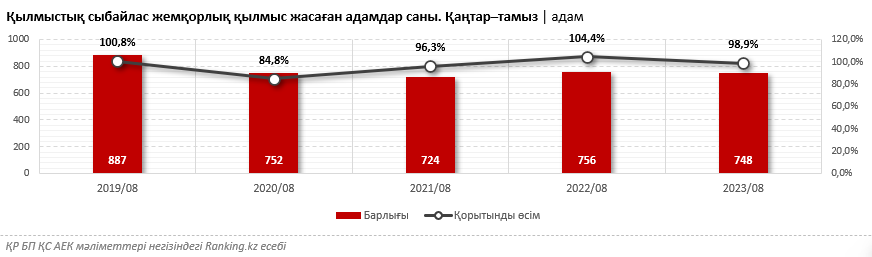 Қылмыстық сыбайлас жемқорлық қылмыс жасаған адамдар саны. Қаңтар–тамыз | адам
1000 100,8% 84,8% 96,3% 104,4% 98,9% 120,0%
800 100,0%
600 80,0%
400 60,0%
200 40,0%
0 20,0%
0,0%
887 752 724 756 748
2019/08 2020/08 2021/08 2022/08 2023/08
Барлығы Қорытынды өсім
ҚР БП ҚС АЕК мәліметтері негізіндегі Ranking.kz есебі